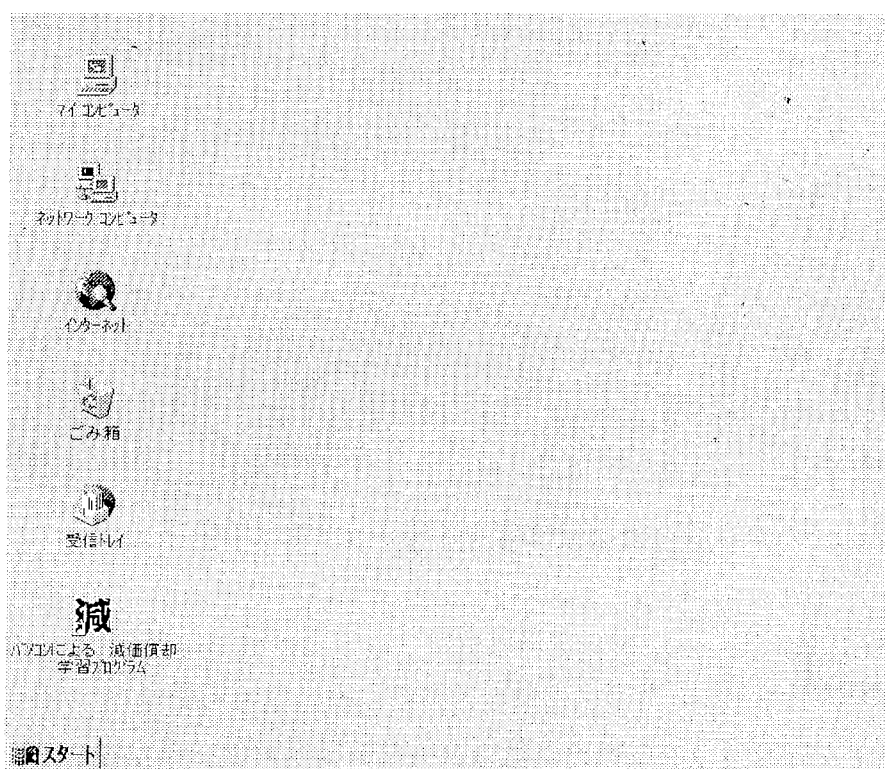 マイ コンピュータ
ネットワーク コンピュータ
インターネット
ごみ箱
受信トレイ
減
パソコンによる 減価償却
学習プログラム
スタート